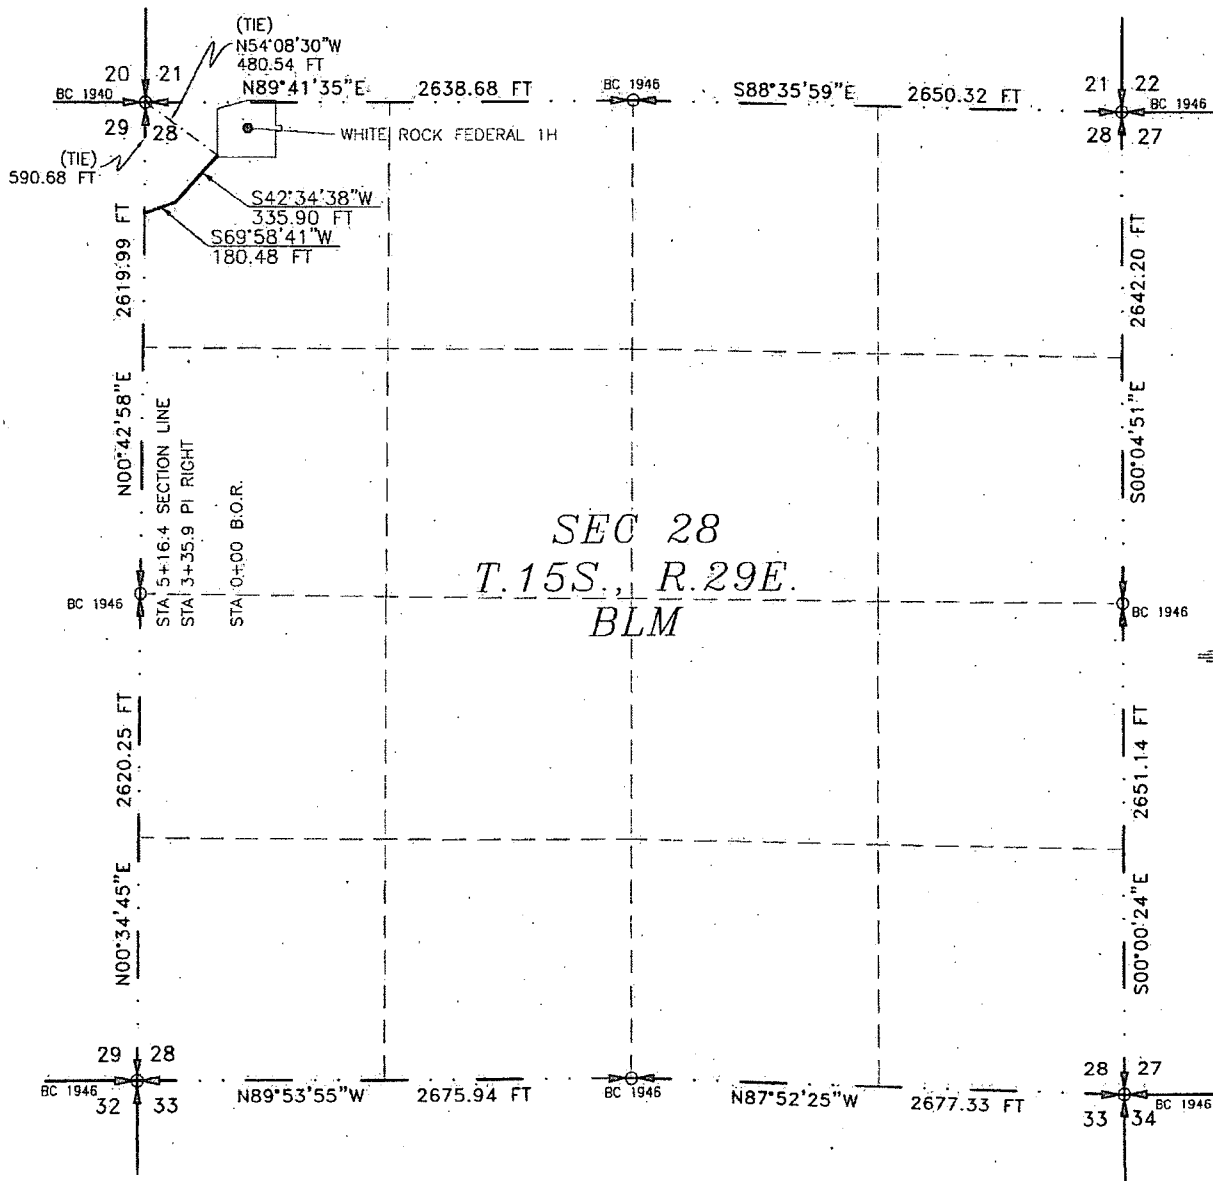 (TIE)
N54°08'30"W
480.54 FT
20 21
BC 1940
29 28
N89°41'35"E
2638.68 FT
BC 1946
S88°35'59"E
2650.32 FT
21 22
BC 1946
28 27
WHITE ROCK FEDERAL 1H
(TIE)
590.68 FT
S42°34'38"W
335.90 FT
S69°58'41"W
180.48 FT
2619.99 FT
N00°42'58"E
2642.20 FT
S00°04'51"E
STA 5+16.4 SECTION LINE
STA 3+35.9 PI RIGHT
STA 0+00 B.O.R.
SEC 28
T.15S., R.29E.
BLM
BC 1946
BC 1946
2620.25 FT
N00°34'45"E
2651.14 FT
S00°00'24"E
29 28
BC 1946
32 33
N89°53'55"W
2675.94 FT
BC 1946
N87°52'25"W
2677.33 FT
28 27
BC 1946
33 34